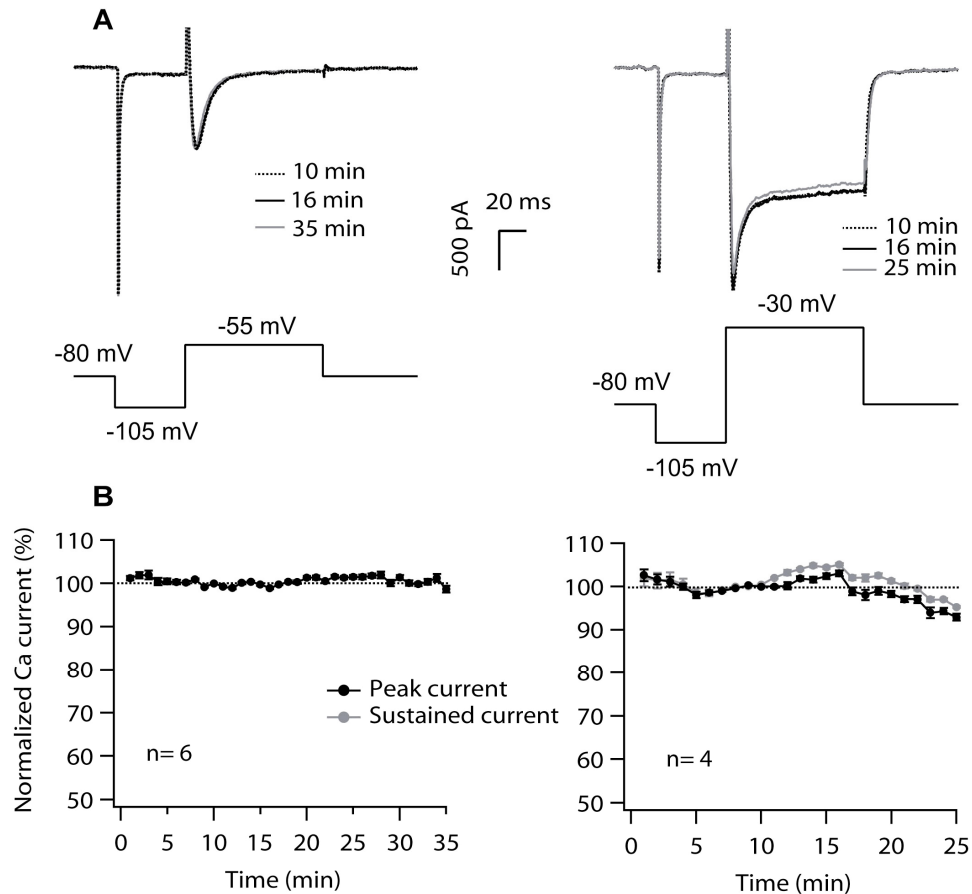 A
10 min
16 min
35 min
500 pA
20 ms
10 min
16 min
25 min
-80 mV
-55 mV
-105 mV
-80 mV
-30 mV
-105 mV
B
Normalized Ca current (%)
110
100
90
80
70
60
50
n= 6
0 5 10 15 20 25 30 35
Time (min)
Peak current
Sustained current
110
100
90
80
70
60
50
n= 4
0 5 10 15 20 25
Time (min)